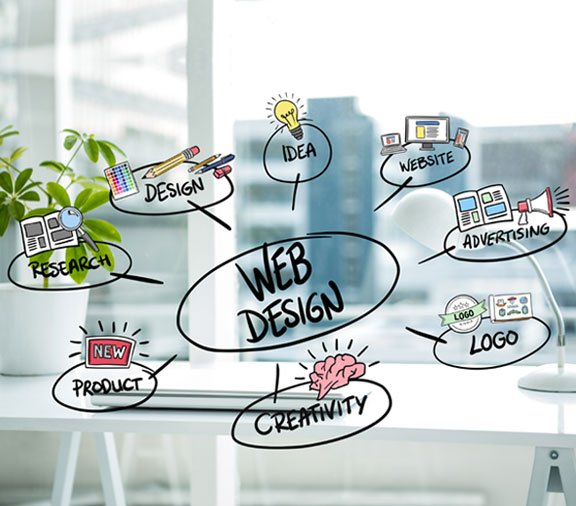 IDEA
WEBSITE
DESIGN
ADVERTISING
RESEARCH
WEB
DESIGN
LOGO
LOGO
NEW
PRODUCT
CREATIVITY